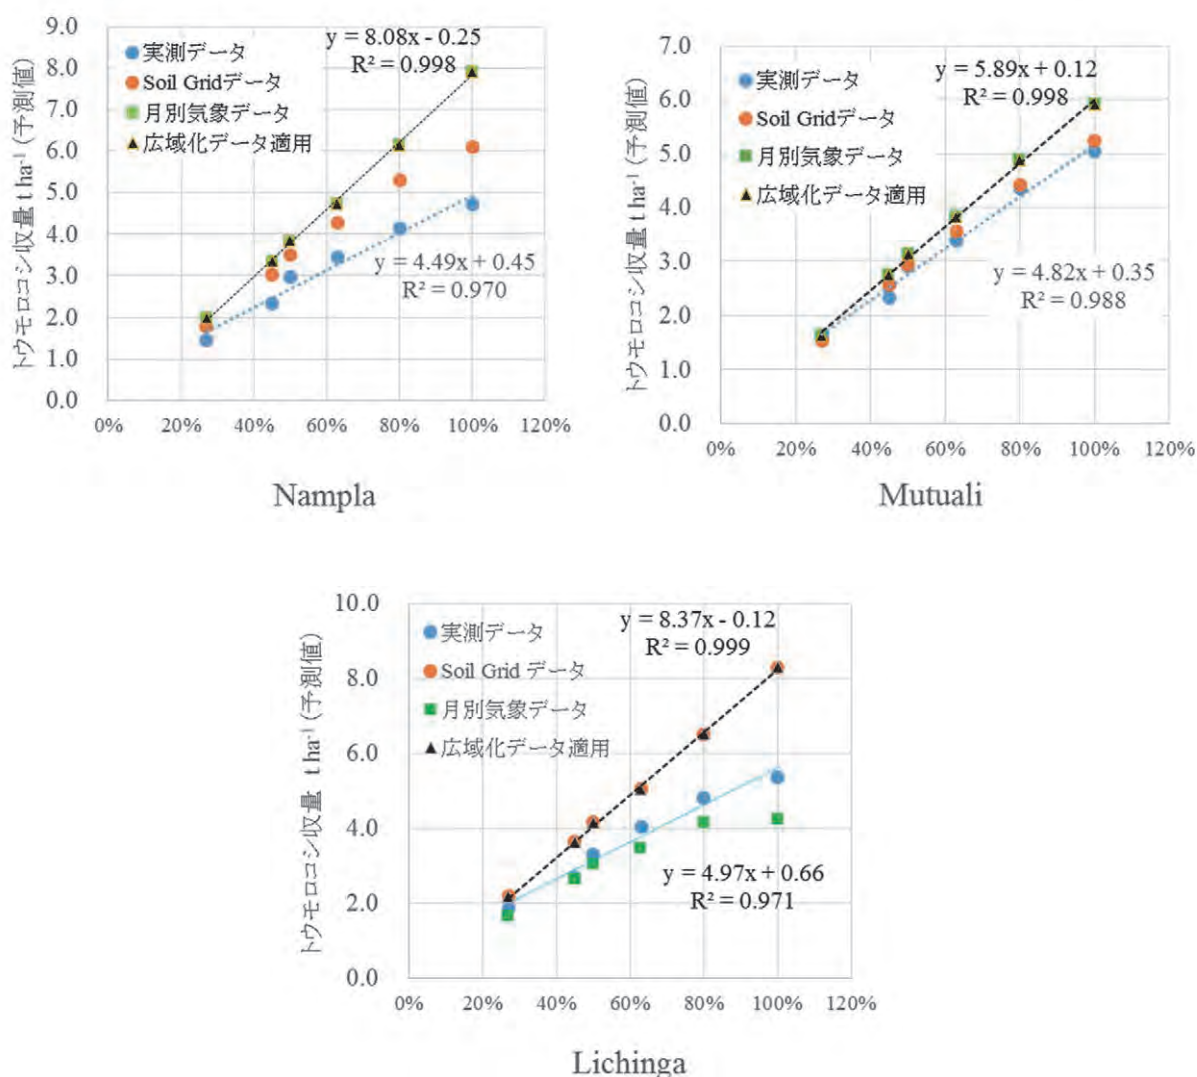 トウモロコシ収量 t ha⁻¹ (予測値)
9.0
8.0
7.0
6.0
5.0
4.0
3.0
2.0
1.0
0.0
実測データ
Soil Gridデータ
月別気象データ
広域化データ適用
y = 8.08x - 0.25
R² = 0.998
y = 4.49x + 0.45
R² = 0.970
0% 20% 40% 60% 80% 100% 120%
Nampla
トウモロコシ収量 t ha⁻¹ (予測値)
7.0
6.0
5.0
4.0
3.0
2.0
1.0
0.0
実測データ
Soil Gridデータ
月別気象データ
広域化データ適用
y = 5.89x + 0.12
R² = 0.998
y = 4.82x + 0.35
R² = 0.988
0% 20% 40% 60% 80% 100% 120%
Mutuali
トウモロコシ収量 t ha⁻¹ (予測値)
10.0
8.0
6.0
4.0
2.0
0.0
実測データ
Soil Grid データ
月別気象データ
広域化データ適用
y = 8.37x - 0.12
R² = 0.999
y = 4.97x + 0.66
R² = 0.971
0% 20% 40% 60% 80% 100% 120%
Lichinga